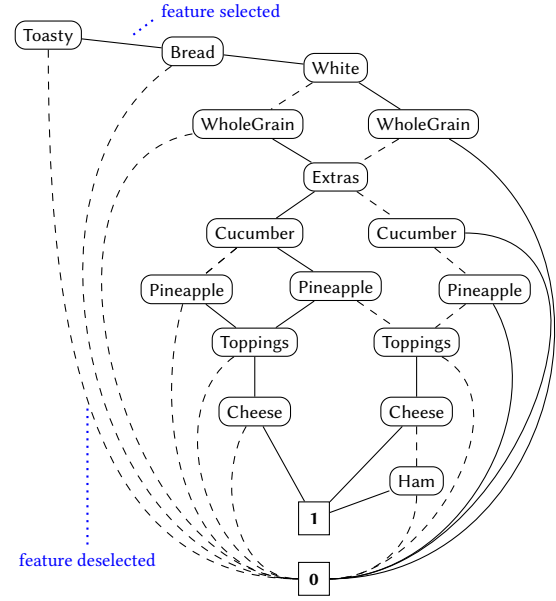 feature selected
Toasty
Bread
White
WholeGrain
WholeGrain
Extras
Cucumber
Cucumber
Pineapple
Pineapple
Pineapple
Toppings
Toppings
Cheese
Cheese
Ham
1
feature deselected
0